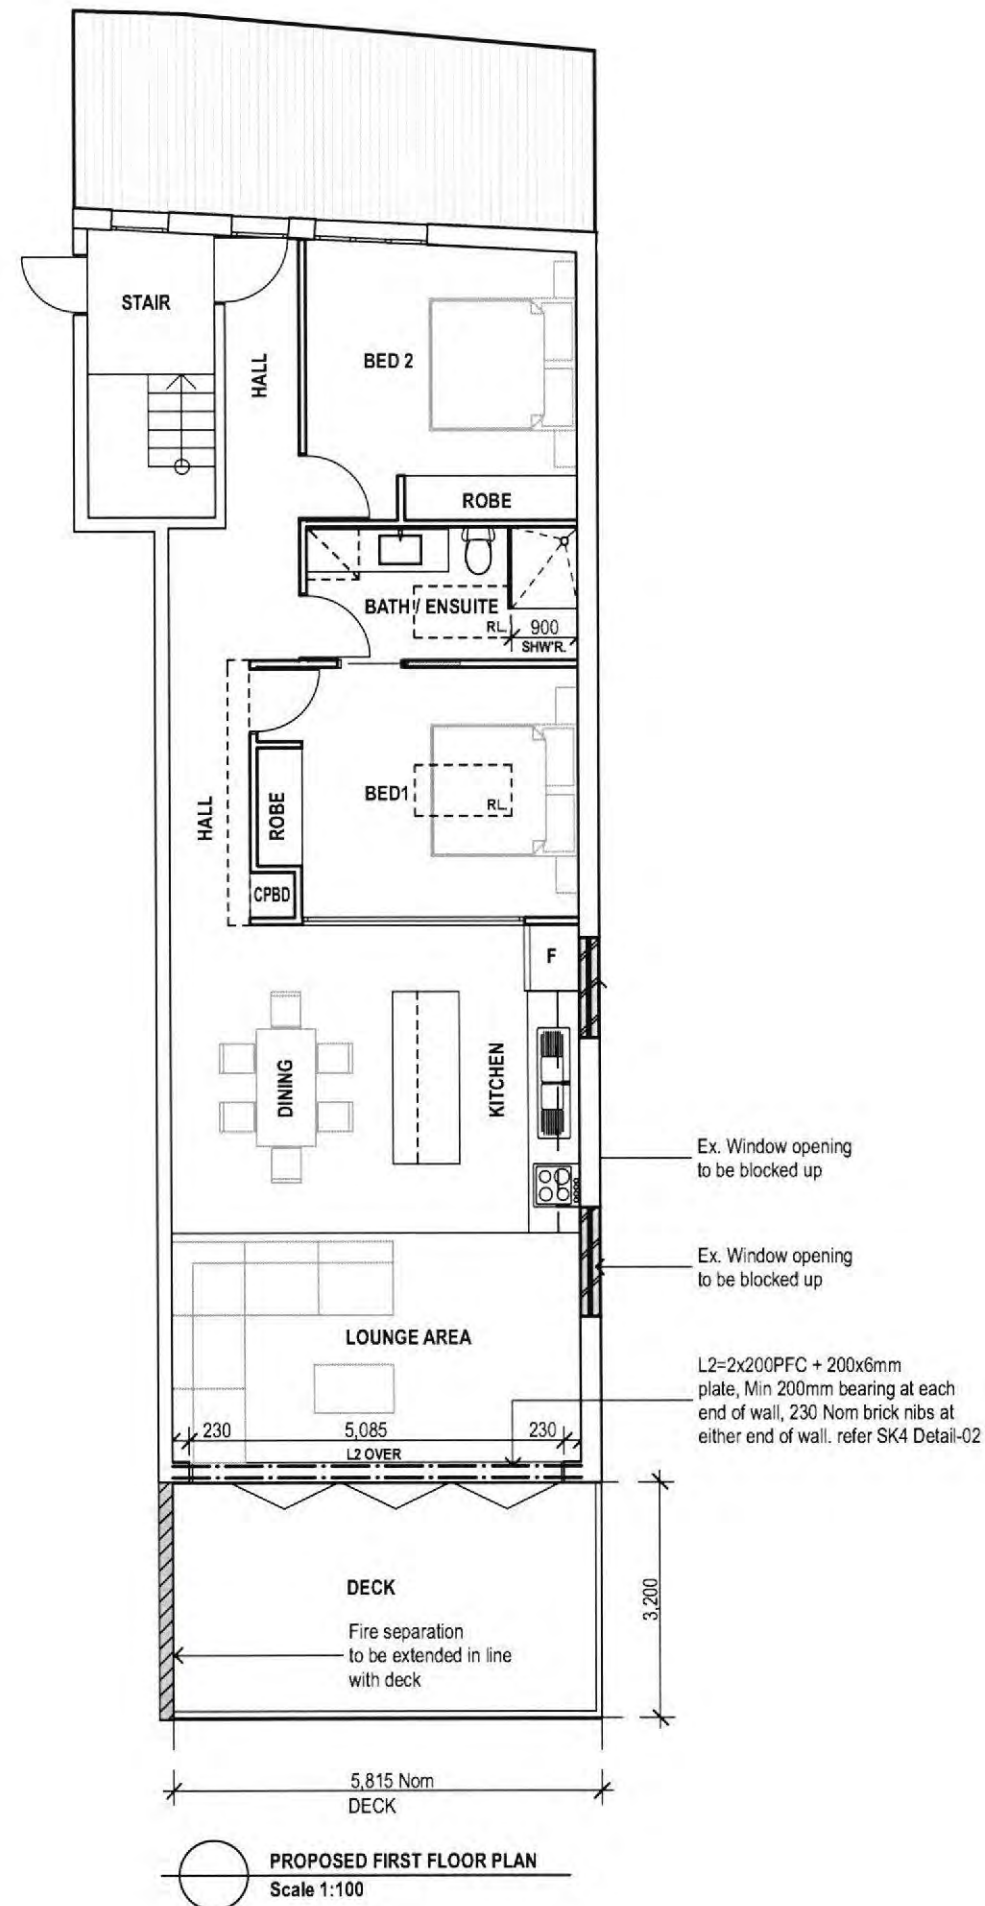 STAIR
HALL
BED 2
ROBE
BATH / ENSUITE
RL.
900
SHW'R.
HALL
ROBE
BED1
RL.
CPBD
F
DINING
KITCHEN
Ex. Window opening
to be blocked up
Ex. Window opening
to be blocked up
LOUNGE AREA
L2=2x200PFC + 200x6mm
plate, Min 200mm bearing at each
end of wall, 230 Nom brick nibs at
either end of wall. refer SK4 Detail-02
230
5,085
230
L2 OVER
DECK
Fire separation
to be extended in line
with deck
3,200
5,815 Nom
DECK
PROPOSED FIRST FLOOR PLAN
Scale 1:100